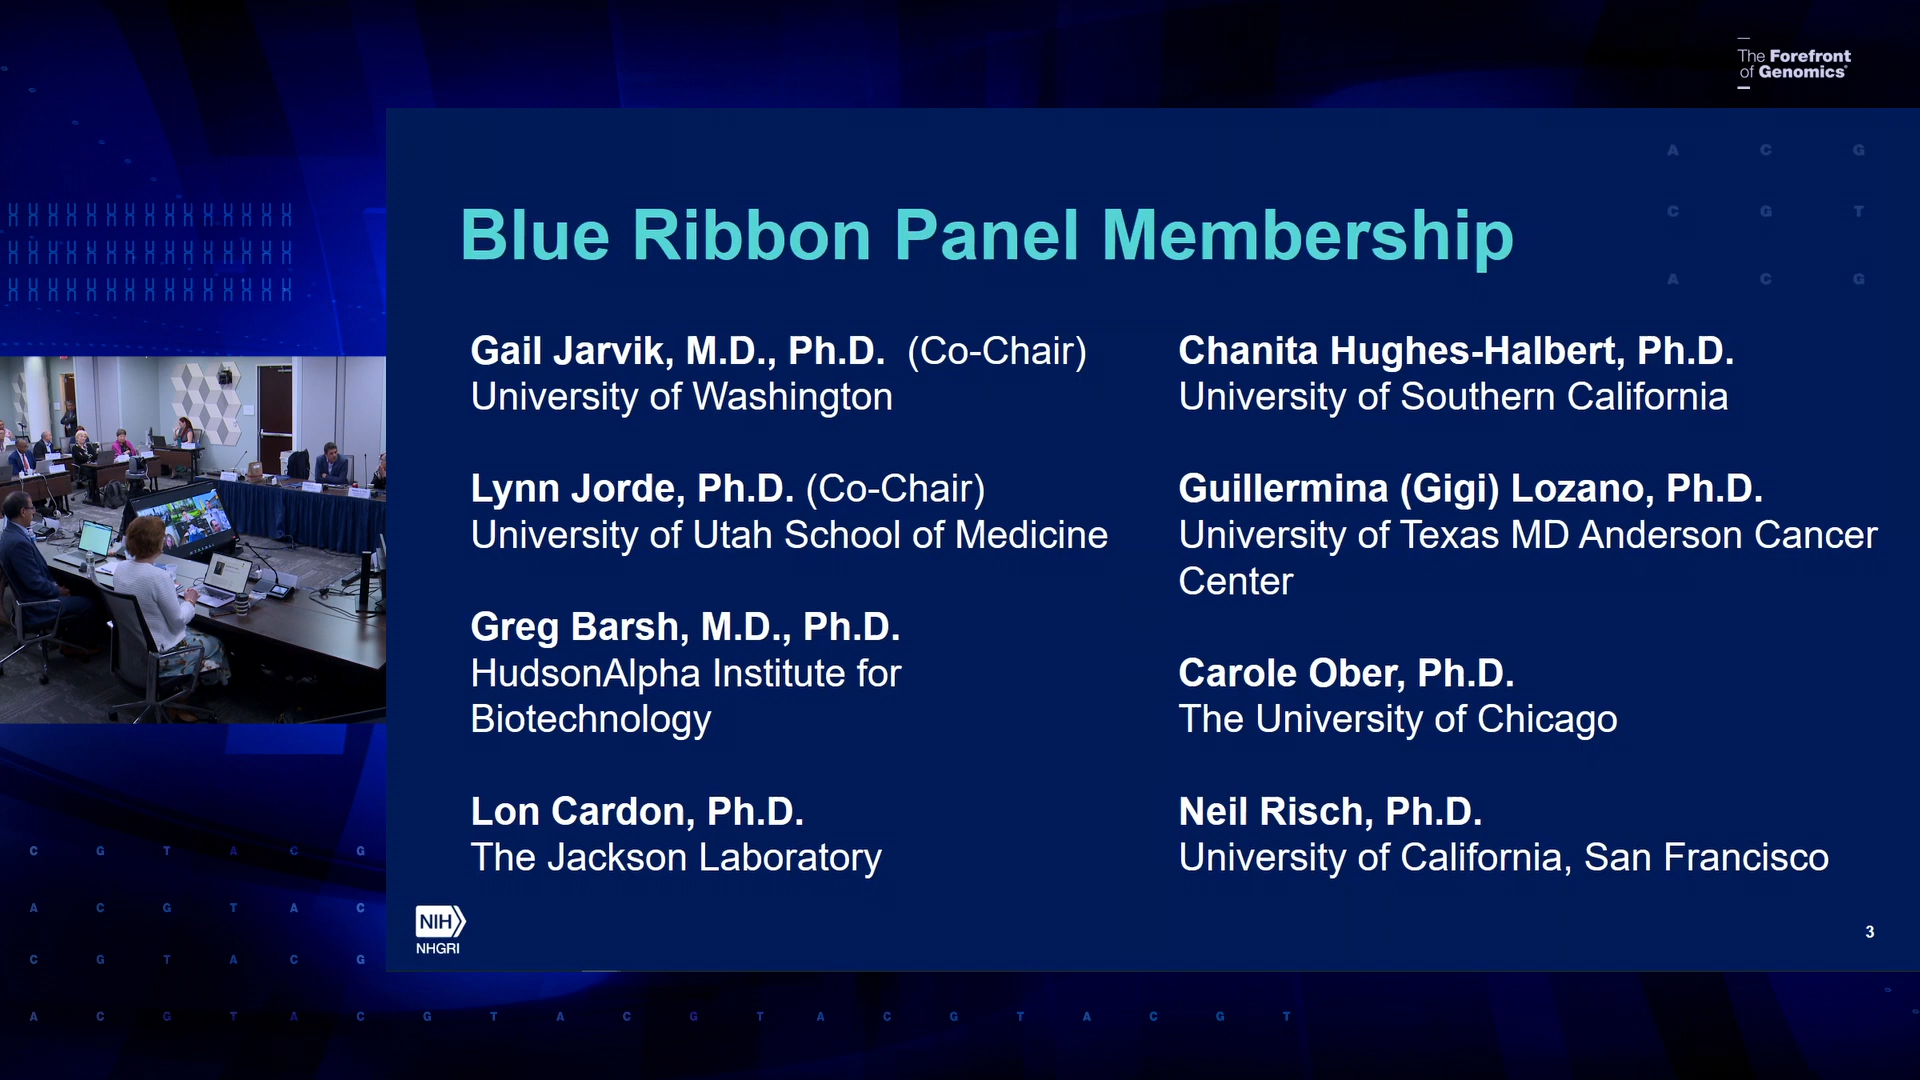 The Forefront
of Genomics®
A C G
C G T
A C G
Blue Ribbon Panel Membership
Gail Jarvik, M.D., Ph.D. (Co-Chair)
University of Washington
Lynn Jorde, Ph.D. (Co-Chair)
University of Utah School of Medicine
Greg Barsh, M.D., Ph.D.
HudsonAlpha Institute for
Biotechnology
Lon Cardon, Ph.D.
The Jackson Laboratory
Chanita Hughes-Halbert, Ph.D.
University of Southern California
Guillermina (Gigi) Lozano, Ph.D.
University of Texas MD Anderson Cancer
Center
Carole Ober, Ph.D.
The University of Chicago
Neil Risch, Ph.D.
University of California, San Francisco
NIH
NHGRI
3
C G T A C G
A C G T A C
C G T A C G
A C G T A C G T A C G T A C G T A C G T